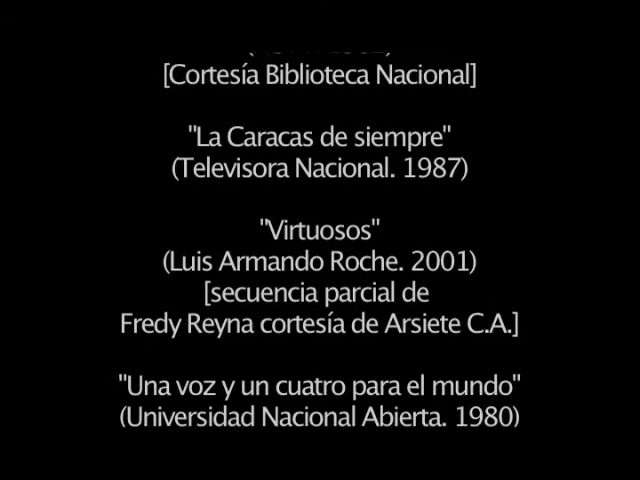 [Cortesía Biblioteca Nacional]
"La Caracas de siempre"
(Televisora Nacional. 1987)
"Virtuosos"
(Luis Armando Roche. 2001)
[secuencia parcial de
Fredy Reyna cortesía de Arsiete C.A.]
"Una voz y un cuatro para el mundo"
(Universidad Nacional Abierta. 1980)